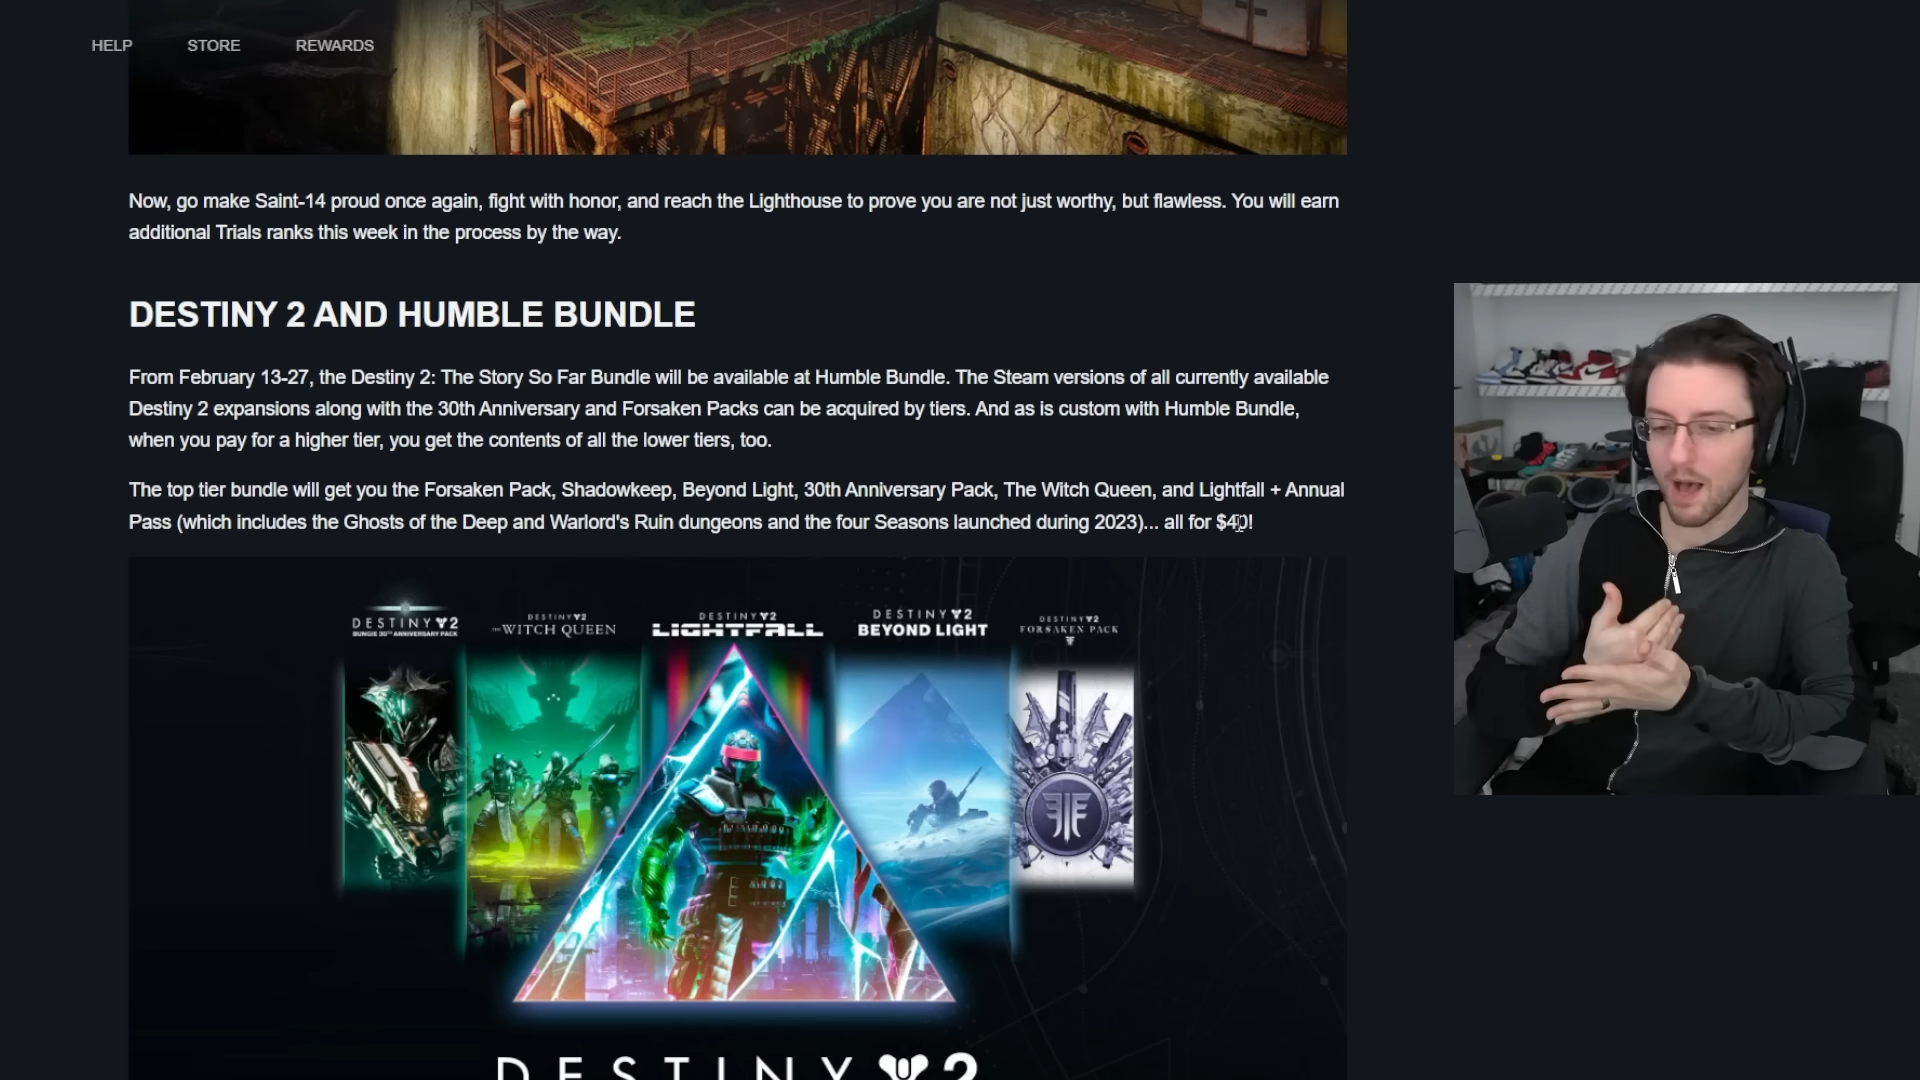 HELP STORE REWARDS
Now, go make Saint-14 proud once again, fight with honor, and reach the Lighthouse to prove you are not just worthy, but flawless. You will earn
additional Trials ranks this week in the process by the way.
DESTINY 2 AND HUMBLE BUNDLE
From February 13-27, the Destiny 2: The Story So Far Bundle will be available at Humble Bundle. The Steam versions of all currently available
Destiny 2 expansions along with the 30th Anniversary and Forsaken Packs can be acquired by tiers. And as is custom with Humble Bundle,
when you pay for a higher tier, you get the contents of all the lower tiers, too.
The top tier bundle will get you the Forsaken Pack, Shadowkeep, Beyond Light, 30th Anniversary Pack, The Witch Queen, and Lightfall + Annual
Pass (which includes the Ghosts of the Deep and Warlord's Ruin dungeons and the four Seasons launched during 2023)... all for $40!
DESTINY 2
BUNGIE 30TH ANNIVERSARY PACK
DESTINY 2
THE WITCH QUEEN
DESTINY 2
LIGHTFALL
DESTINY 2
BEYOND LIGHT
DESTINY 2
FORSAKEN PACK
DESTINY 2